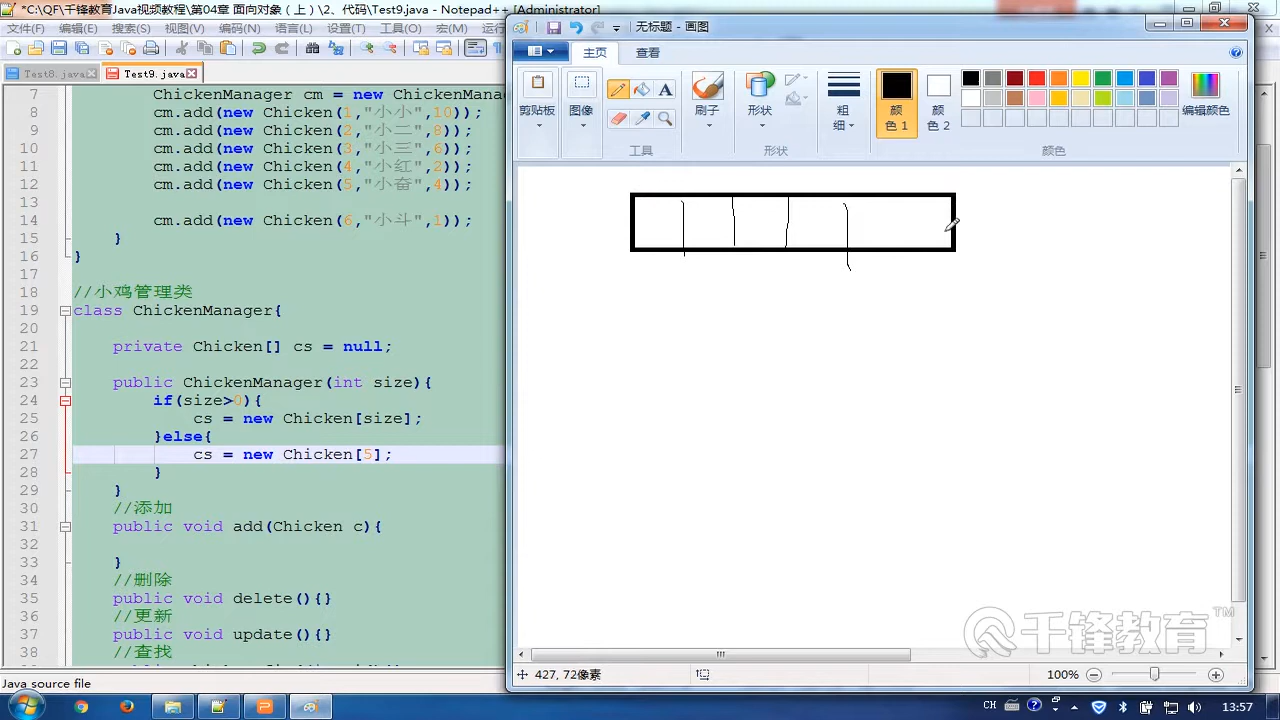 *C:\QF\千锋教育Java视频教程\第04章 面向对象（上）\2、代码\Test9.java - Notepad++ [Administrator]
文件(F) 编辑(E) 搜索(S) 视图(V) 编码(N) 语言(L) 设置(T) 工具(O) 宏(M) 运行
Test8.java
Test9.java
7 ChickenManager cm = new ChickenMana
8 cm.add(new Chicken(1,"小小",10));
9 cm.add(new Chicken(2,"小二",8));
10 cm.add(new Chicken(3,"小三",6));
11 cm.add(new Chicken(4,"小红",2));
12 cm.add(new Chicken(5,"小奋",4));
13
14 cm.add(new Chicken(6,"小斗",1));
15 }
16 }
17
18 //小鸡管理类
19 class ChickenManager{
20
21 private Chicken[] cs = null;
22
23 public ChickenManager(int size){
24 if(size>0){
25 cs = new Chicken[size];
26 }else{
27 cs = new Chicken[5];
28 }
29 }
30 //添加
31 public void add(Chicken c){
32
33 }
34 //删除
35 public void delete(){}
36 //更新
37 public void update(){}
38 //查找
Java source file
无标题 - 画图
主页 查看
剪贴板
图像
A
工具
刷子
形状
形状
粗细
颜色 1
颜色 2
编辑颜色
颜色
千锋教育TM
427, 72像素
100%
CH
13:57